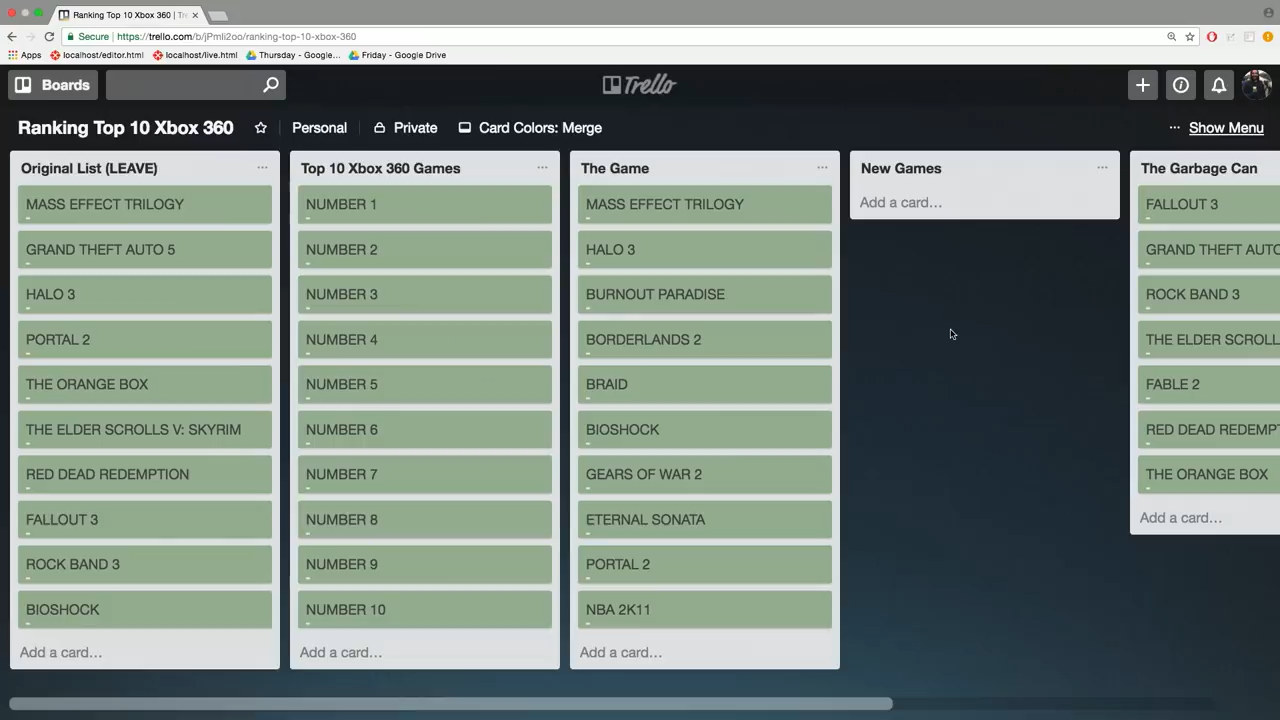 Ranking Top 10 Xbox 360 | Tr
Secure | https://trello.com/b/jPmli2oo/ranking-top-10-xbox-360
Apps localhost/editor.html localhost/live.html Thursday - Google... Friday - Google Drive
Boards
Trello
Ranking Top 10 Xbox 360 Personal Private Card Colors: Merge ... Show Menu
Original List (LEAVE)
MASS EFFECT TRILOGY
GRAND THEFT AUTO 5
HALO 3
PORTAL 2
THE ORANGE BOX
THE ELDER SCROLLS V: SKYRIM
RED DEAD REDEMPTION
FALLOUT 3
ROCK BAND 3
BIOSHOCK
Add a card...
Top 10 Xbox 360 Games
NUMBER 1
NUMBER 2
NUMBER 3
NUMBER 4
NUMBER 5
NUMBER 6
NUMBER 7
NUMBER 8
NUMBER 9
NUMBER 10
Add a card...
The Game
MASS EFFECT TRILOGY
HALO 3
BURNOUT PARADISE
BORDERLANDS 2
BRAID
BIOSHOCK
GEARS OF WAR 2
ETERNAL SONATA
PORTAL 2
NBA 2K11
Add a card...
New Games
Add a card...
The Garbage Can
FALLOUT 3
GRAND THEFT AUTO
ROCK BAND 3
THE ELDER SCROLL
FABLE 2
RED DEAD REDEMPT
THE ORANGE BOX
Add a card...